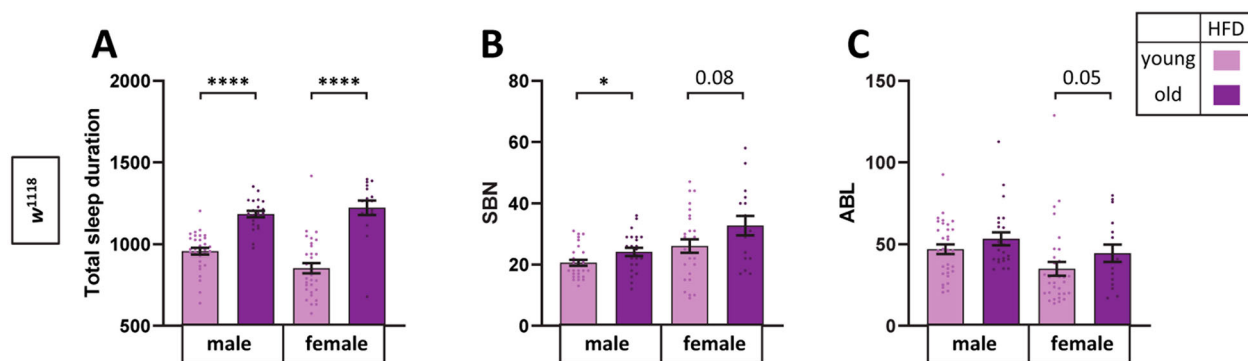 A
B
C
HFD
young
old
w1118
Total sleep duration
2000
1500
1000
500
****
****
male
female
SBN
80
60
40
20
0
*
0.08
male
female
ABL
150
100
50
0
0.05
male
female